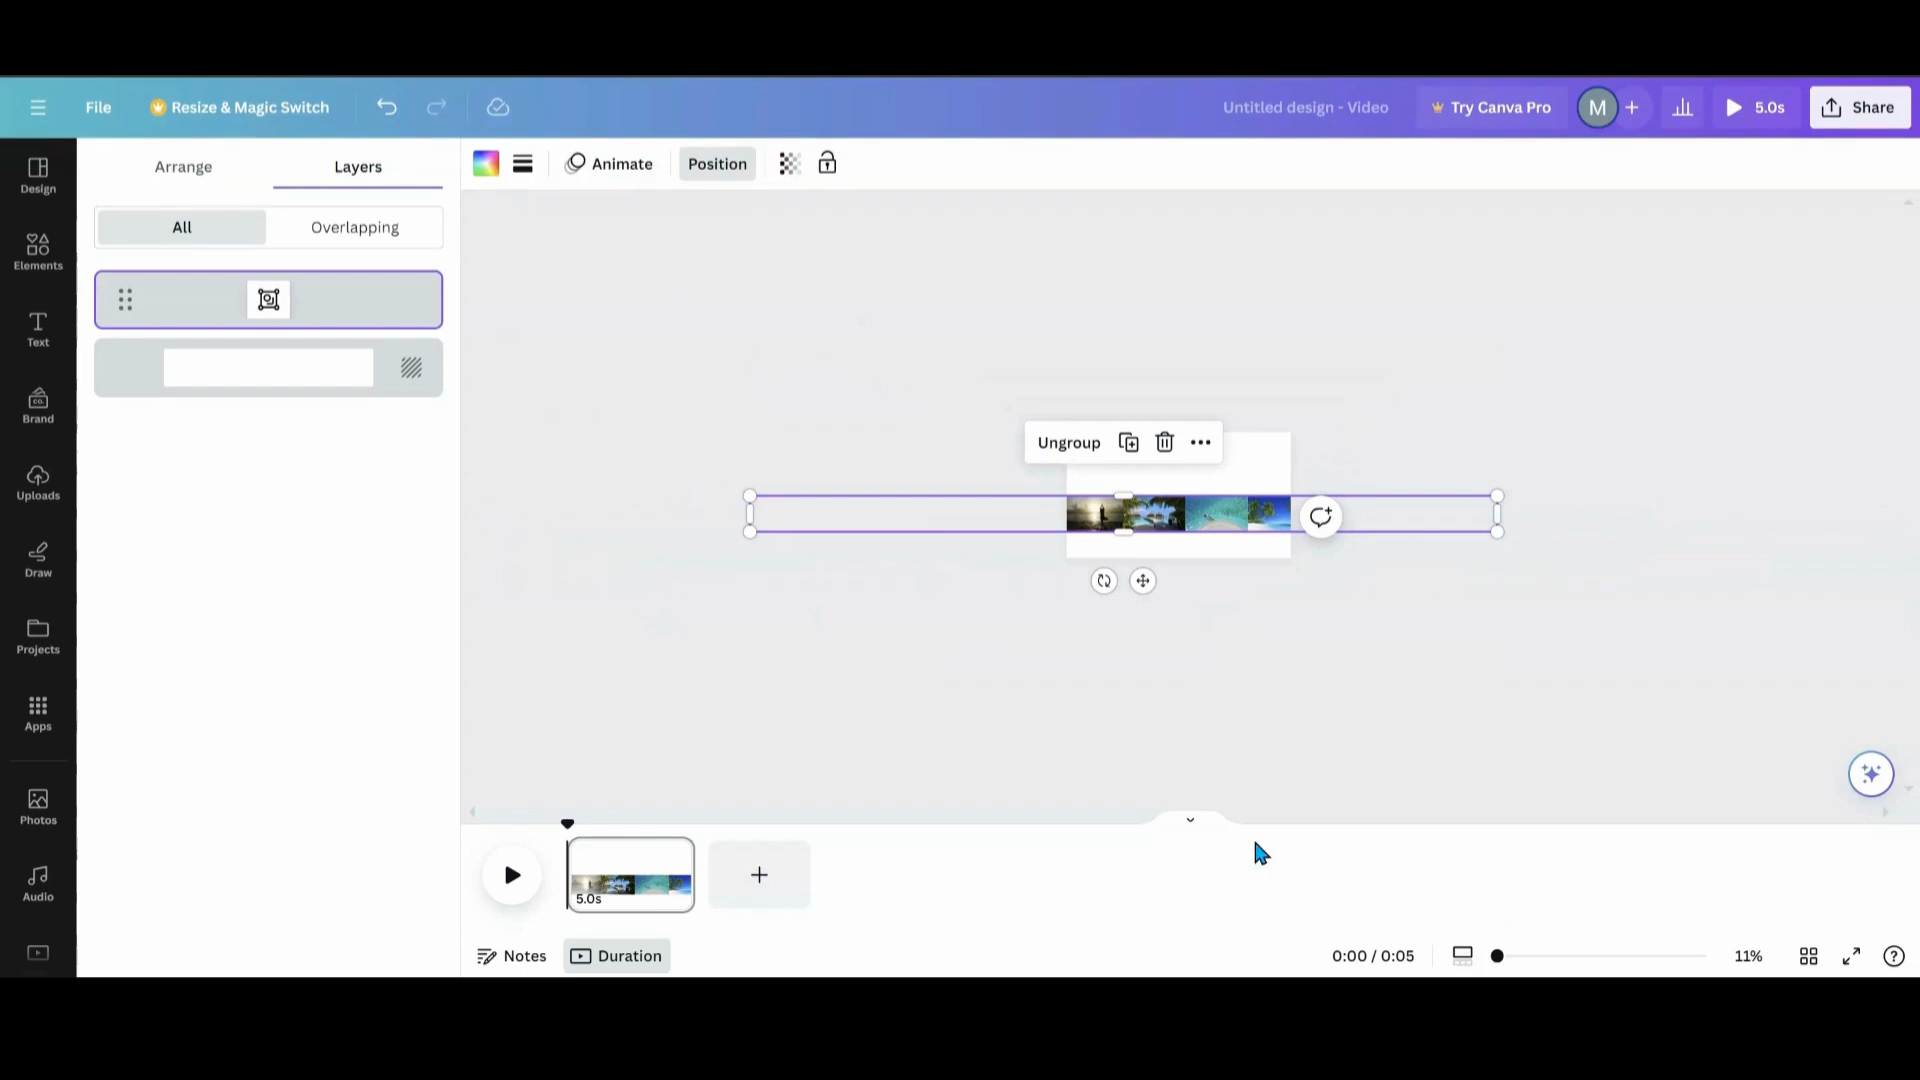 File
Resize & Magic Switch
Untitled design - Video
Try Canva Pro
M
5.0s
Share
Design
Elements
Text
Brand
Uploads
Draw
Projects
Apps
Photos
Audio
Arrange
Layers
All
Overlapping
Animate
Position
Ungroup
5.0s
Notes
Duration
0:00 / 0:05
11%